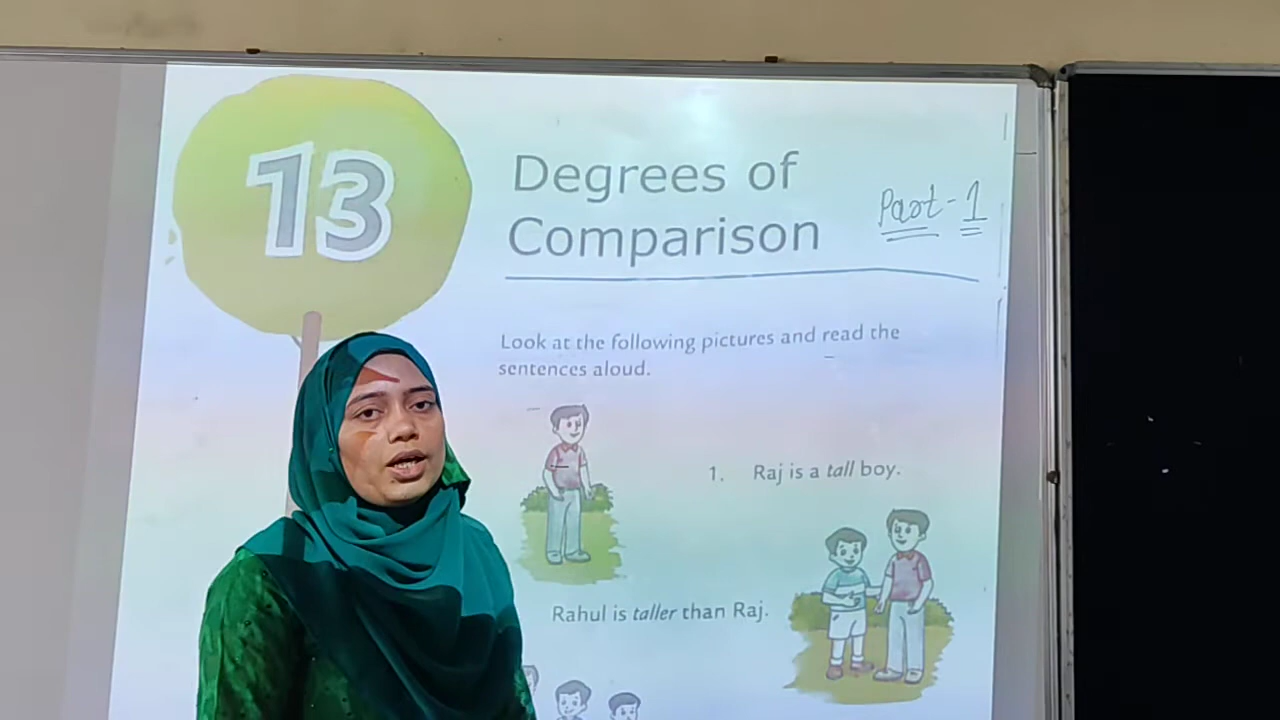 13
Degrees of
Comparison
Part-1
Look at the following pictures and read the
sentences aloud.
1. Raj is a tall boy.
Rahul is taller than Raj.